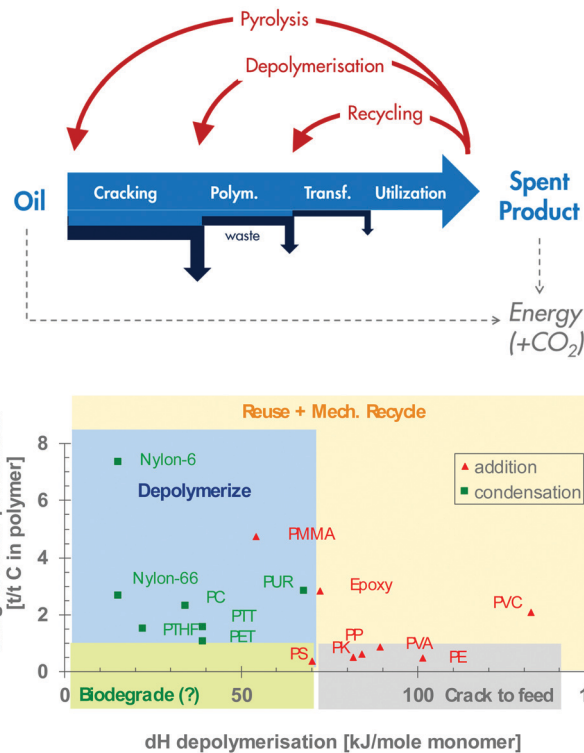 Pyrolysis
Depolymerisation
Recycling
Cracking Polym. Transf. Utilization
Oil
Spent
Product
waste
Energy
(+CO₂)
Reuse + Mech. Recycle
8
Nylon-6
addition
condensation
Depolymerize
6
PMMA
4
[t/t C in polymer]
Nylon-66
PC
PUR
Epoxy
PVC
2
PTHF
PTT
PET
PS
PK
PP
PVA
PE
0
Biodegrade (?)
Crack to feed
0 50 100
dH depolymerisation [kJ/mole monomer]